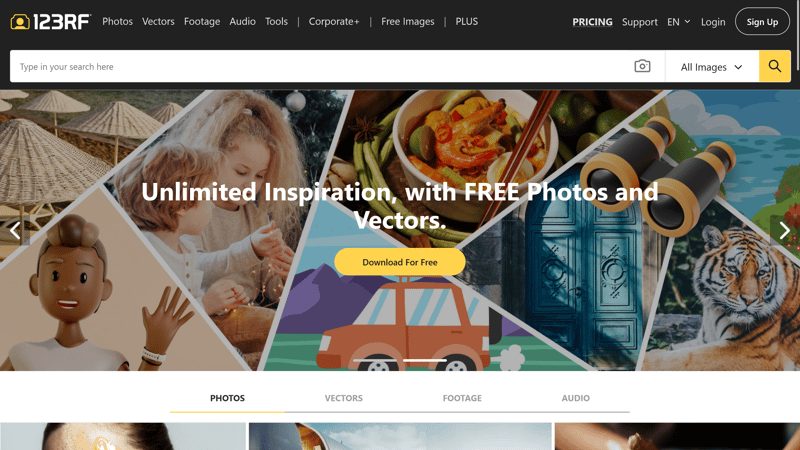 123RF Photos Vectors Footage Audio Tools | Corporate+ | Free Images | PLUS PRICING Support EN Login Sign Up
Type in your search here All Images
Unlimited Inspiration, with FREE Photos and
Vectors.
Download For Free
PHOTOS VECTORS FOOTAGE AUDIO